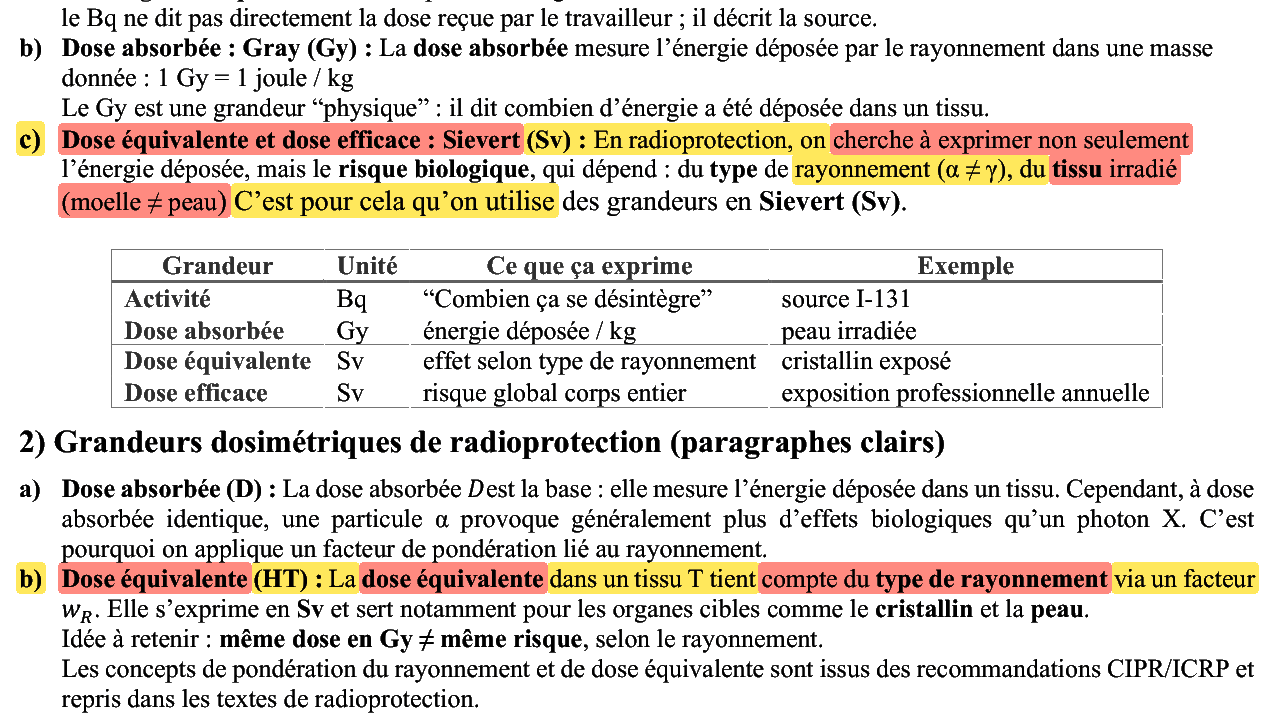 le Bq ne dit pas directement la dose reçue par le travailleur ; il décrit la source.
b) Dose absorbée : Gray (Gy) : La dose absorbée mesure l’énergie déposée par le rayonnement dans une masse
donnée : 1 Gy = 1 joule / kg
Le Gy est une grandeur “physique” : il dit combien d’énergie a été déposée dans un tissu.
c) Dose équivalente et dose efficace : Sievert (Sv) : En radioprotection, on cherche à exprimer non seulement
l’énergie déposée, mais le risque biologique, qui dépend : du type de rayonnement (α ≠ γ), du tissu irradié
(moelle ≠ peau) C’est pour cela qu’on utilise des grandeurs en Sievert (Sv).
Grandeur Unité Ce que ça exprime Exemple
Activité Bq “Combien ça se désintègre” source I-131
Dose absorbée Gy énergie déposée / kg peau irradiée
Dose équivalente Sv effet selon type de rayonnement cristallin exposé
Dose efficace Sv risque global corps entier exposition professionnelle annuelle
2) Grandeurs dosimétriques de radioprotection (paragraphes clairs)
a) Dose absorbée (D) : La dose absorbée Dest la base : elle mesure l’énergie déposée dans un tissu. Cependant, à dose
absorbée identique, une particule α provoque généralement plus d’effets biologiques qu’un photon X. C’est
pourquoi on applique un facteur de pondération lié au rayonnement.
b) Dose équivalente (HT) : La dose équivalente dans un tissu T tient compte du type de rayonnement via un facteur
w_R. Elle s’exprime en Sv et sert notamment pour les organes cibles comme le cristallin et la peau.
Idée à retenir : même dose en Gy ≠ même risque, selon le rayonnement.
Les concepts de pondération du rayonnement et de dose équivalente sont issus des recommandations CIPR/ICRP et
repris dans les textes de radioprotection.